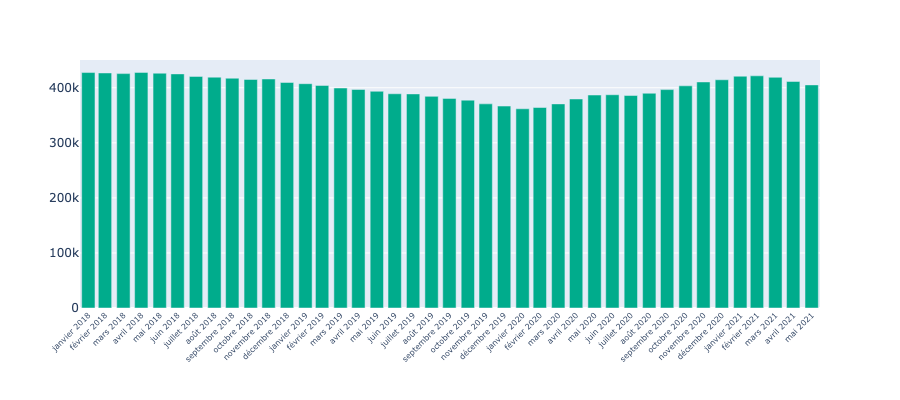 400k
300k
200k
100k
0
janvier 2018
février 2018
mars 2018
avril 2018
mai 2018
juin 2018
juillet 2018
août 2018
septembre 2018
octobre 2018
novembre 2018
décembre 2018
janvier 2019
février 2019
mars 2019
avril 2019
mai 2019
juin 2019
juillet 2019
août 2019
septembre 2019
octobre 2019
novembre 2019
décembre 2019
janvier 2020
février 2020
mars 2020
avril 2020
mai 2020
juin 2020
juillet 2020
août 2020
septembre 2020
octobre 2020
novembre 2020
décembre 2020
janvier 2021
février 2021
mars 2021
avril 2021
mai 2021